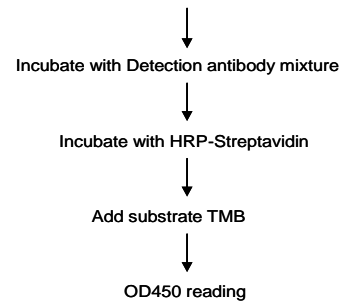 Incubate with Detection antibody mixture
Incubate with HRP-Streptavidin
Add substrate TMB
OD450 reading